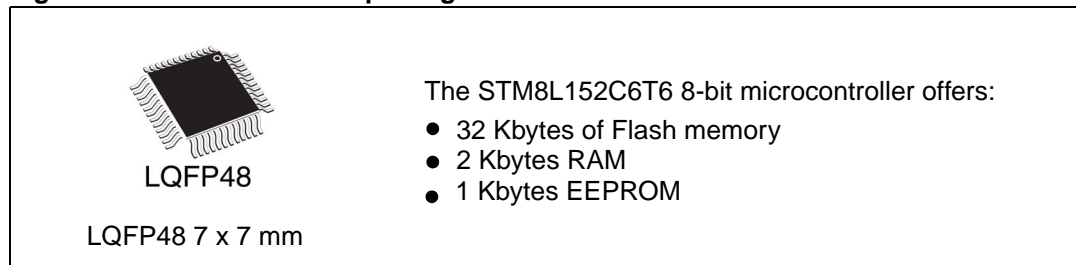 LQFP48
LQFP48 7 x 7 mm
The STM8L152C6T6 8-bit microcontroller offers:
● 32 Kbytes of Flash memory
● 2 Kbytes RAM
● 1 Kbytes EEPROM